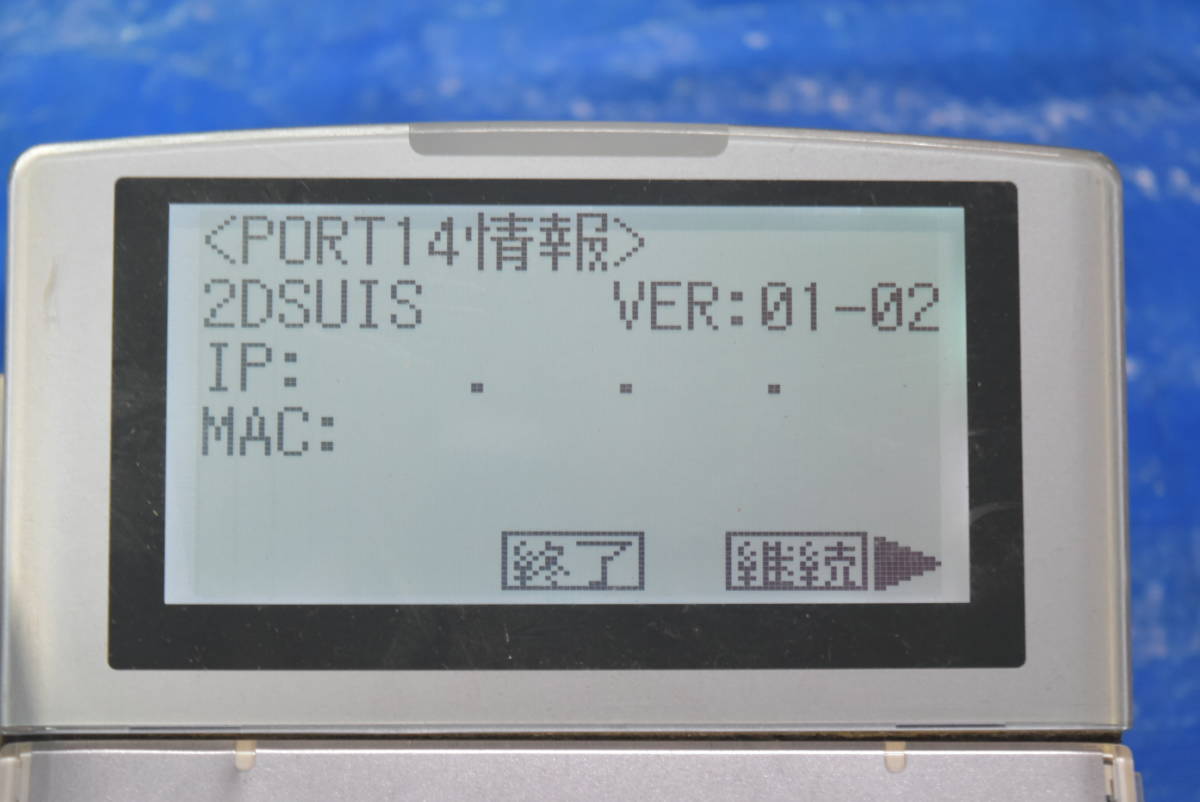 <PORT14情報>
2DSUIS VER:01-02
IP: . . .
MAC:
終了 継続